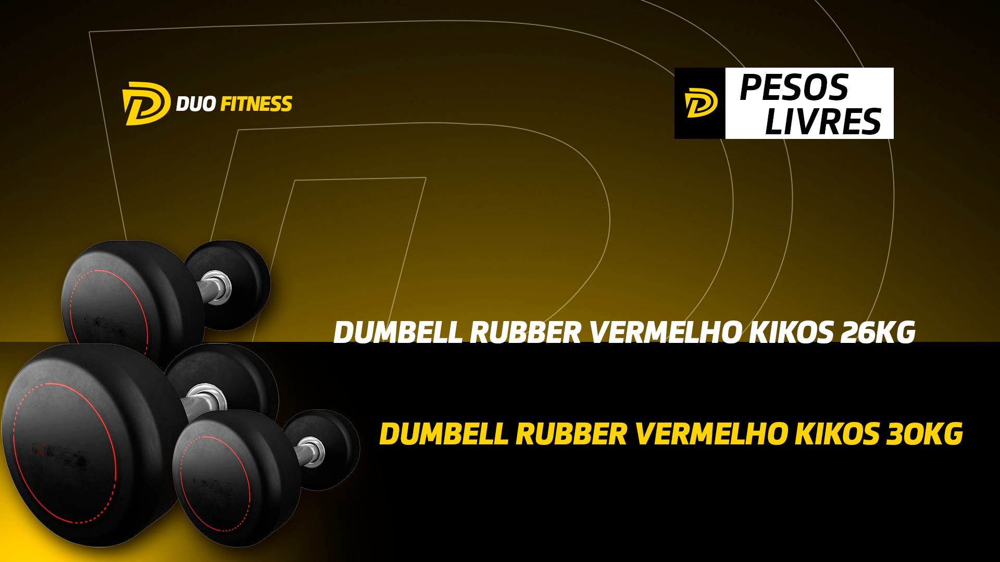 DUO FITNESS
PESOS
LIVRES
DUMBELL RUBBER VERMELHO KIKOS 26KG
DUMBELL RUBBER VERMELHO KIKOS 30KG